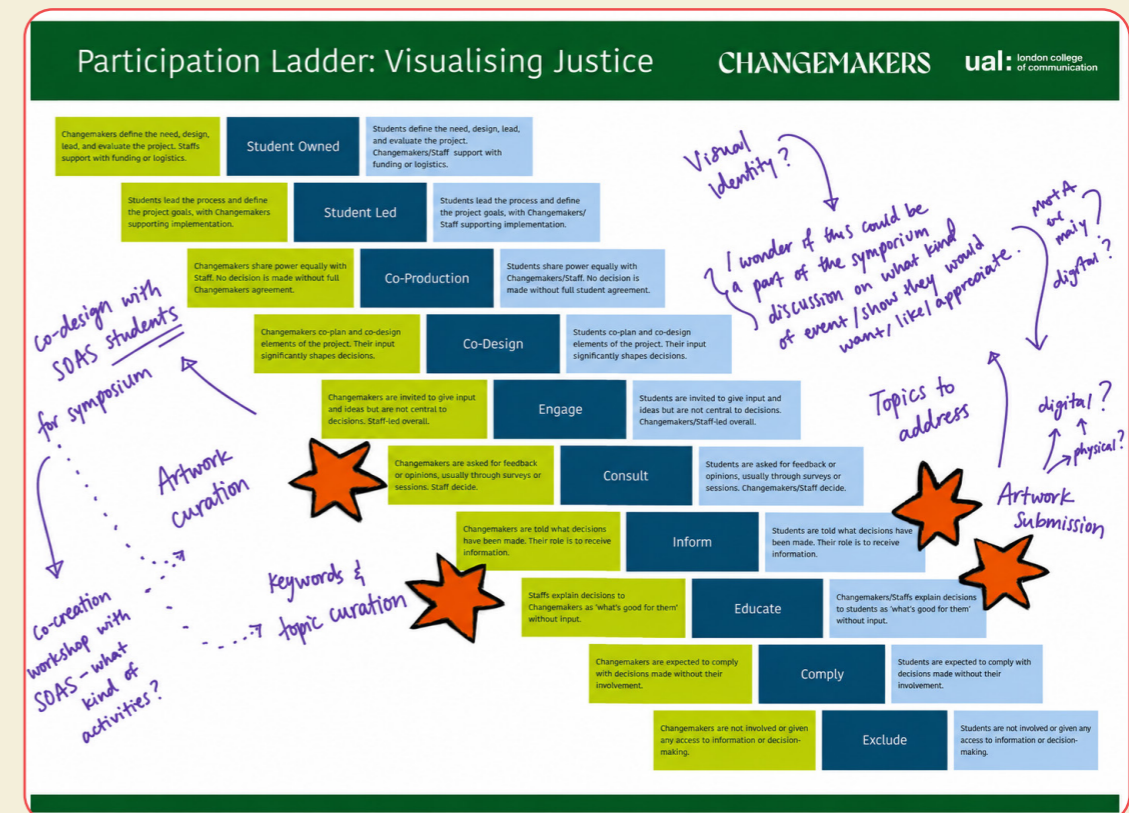 Participation Ladder: Visualising Justice
CHANGEMAKERS
ual: london college
of communication
Changemakers define the need, design,
lead, and evaluate the project. Staffs
support with funding or logistics.
Student Owned
Students define the need, design, lead,
and evaluate the project.
Changemakers/Staff support with
funding or logistics.
Students lead the process and define
the project goals, with Changemakers
supporting implementation.
Student Led
Students lead the process and define
the project goals, with Changemakers/
Staff supporting implementation.
Changemakers share power equally with
Staff. No decision is made without full
Changemakers agreement.
Co-Production
Students share power equally with
Changemakers/Staff. No decision is
made without full student agreement.
Changemakers co-plan and co-design
elements of the project. Their input
significantly shapes decisions.
Co-Design
Students co-plan and co-design
elements of the project. Their input
significantly shapes decisions.
Changemakers are invited to give input
and ideas but are not central to
decisions. Staff-led overall.
Engage
Students are invited to give input and
ideas but are not central to decisions.
Changemakers/Staff-led overall.
Changemakers are asked for feedback
or opinions, usually through surveys or
sessions. Staff decide.
Consult
Students are asked for feedback or
opinions, usually through surveys or
sessions. Changemakers/Staff decide.
Changemakers are told what decisions
have been made. Their role is to receive
information.
Inform
Students are told what decisions have
been made. Their role is to receive
information.
Staffs explain decisions to
Changemakers as 'what's good for them'
without input.
Educate
Changemakers/Staffs explain decisions
to students as 'what's good for them'
without input.
Changemakers are expected to comply
with decisions made without their
involvement.
Comply
Students are expected to comply with
decisions made without their
involvement.
Changemakers are not involved or given
any access to information or decision-
making.
Exclude
Students are not involved or given any
access to information or decision-
making.
co-design with
SOAS students
for symposium
Artwork
curation
keywords &
topic curation
co-creation
workshop with
SOAS - what
kind of
activities?
Visual
identity?
I wonder if this could be
a part of the symporium
discussion on what kind
of event/show they would
want/like/appreciate.
digital?
Topics to
address
digital?
physical?
Artwork
submission